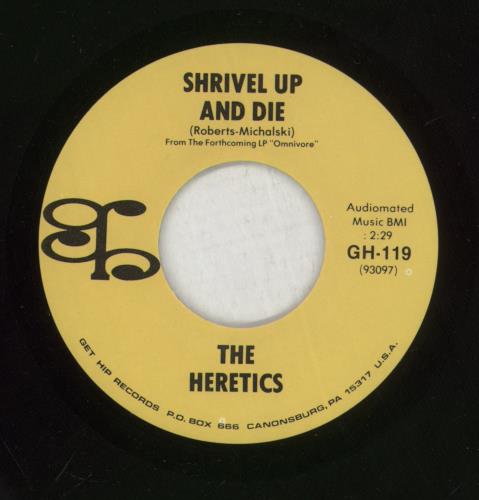 SHRIVEL UP
AND DIE
(Roberts-Michalski)
From The Forthcoming LP "Omnivore"
Audiomated
Music BMI
: 2:29
GH-119
(93097)
THE
HERETICS
GET HIP RECORDS P.O. BOX 666 CANONSBURG, PA 15317 U.S.A.